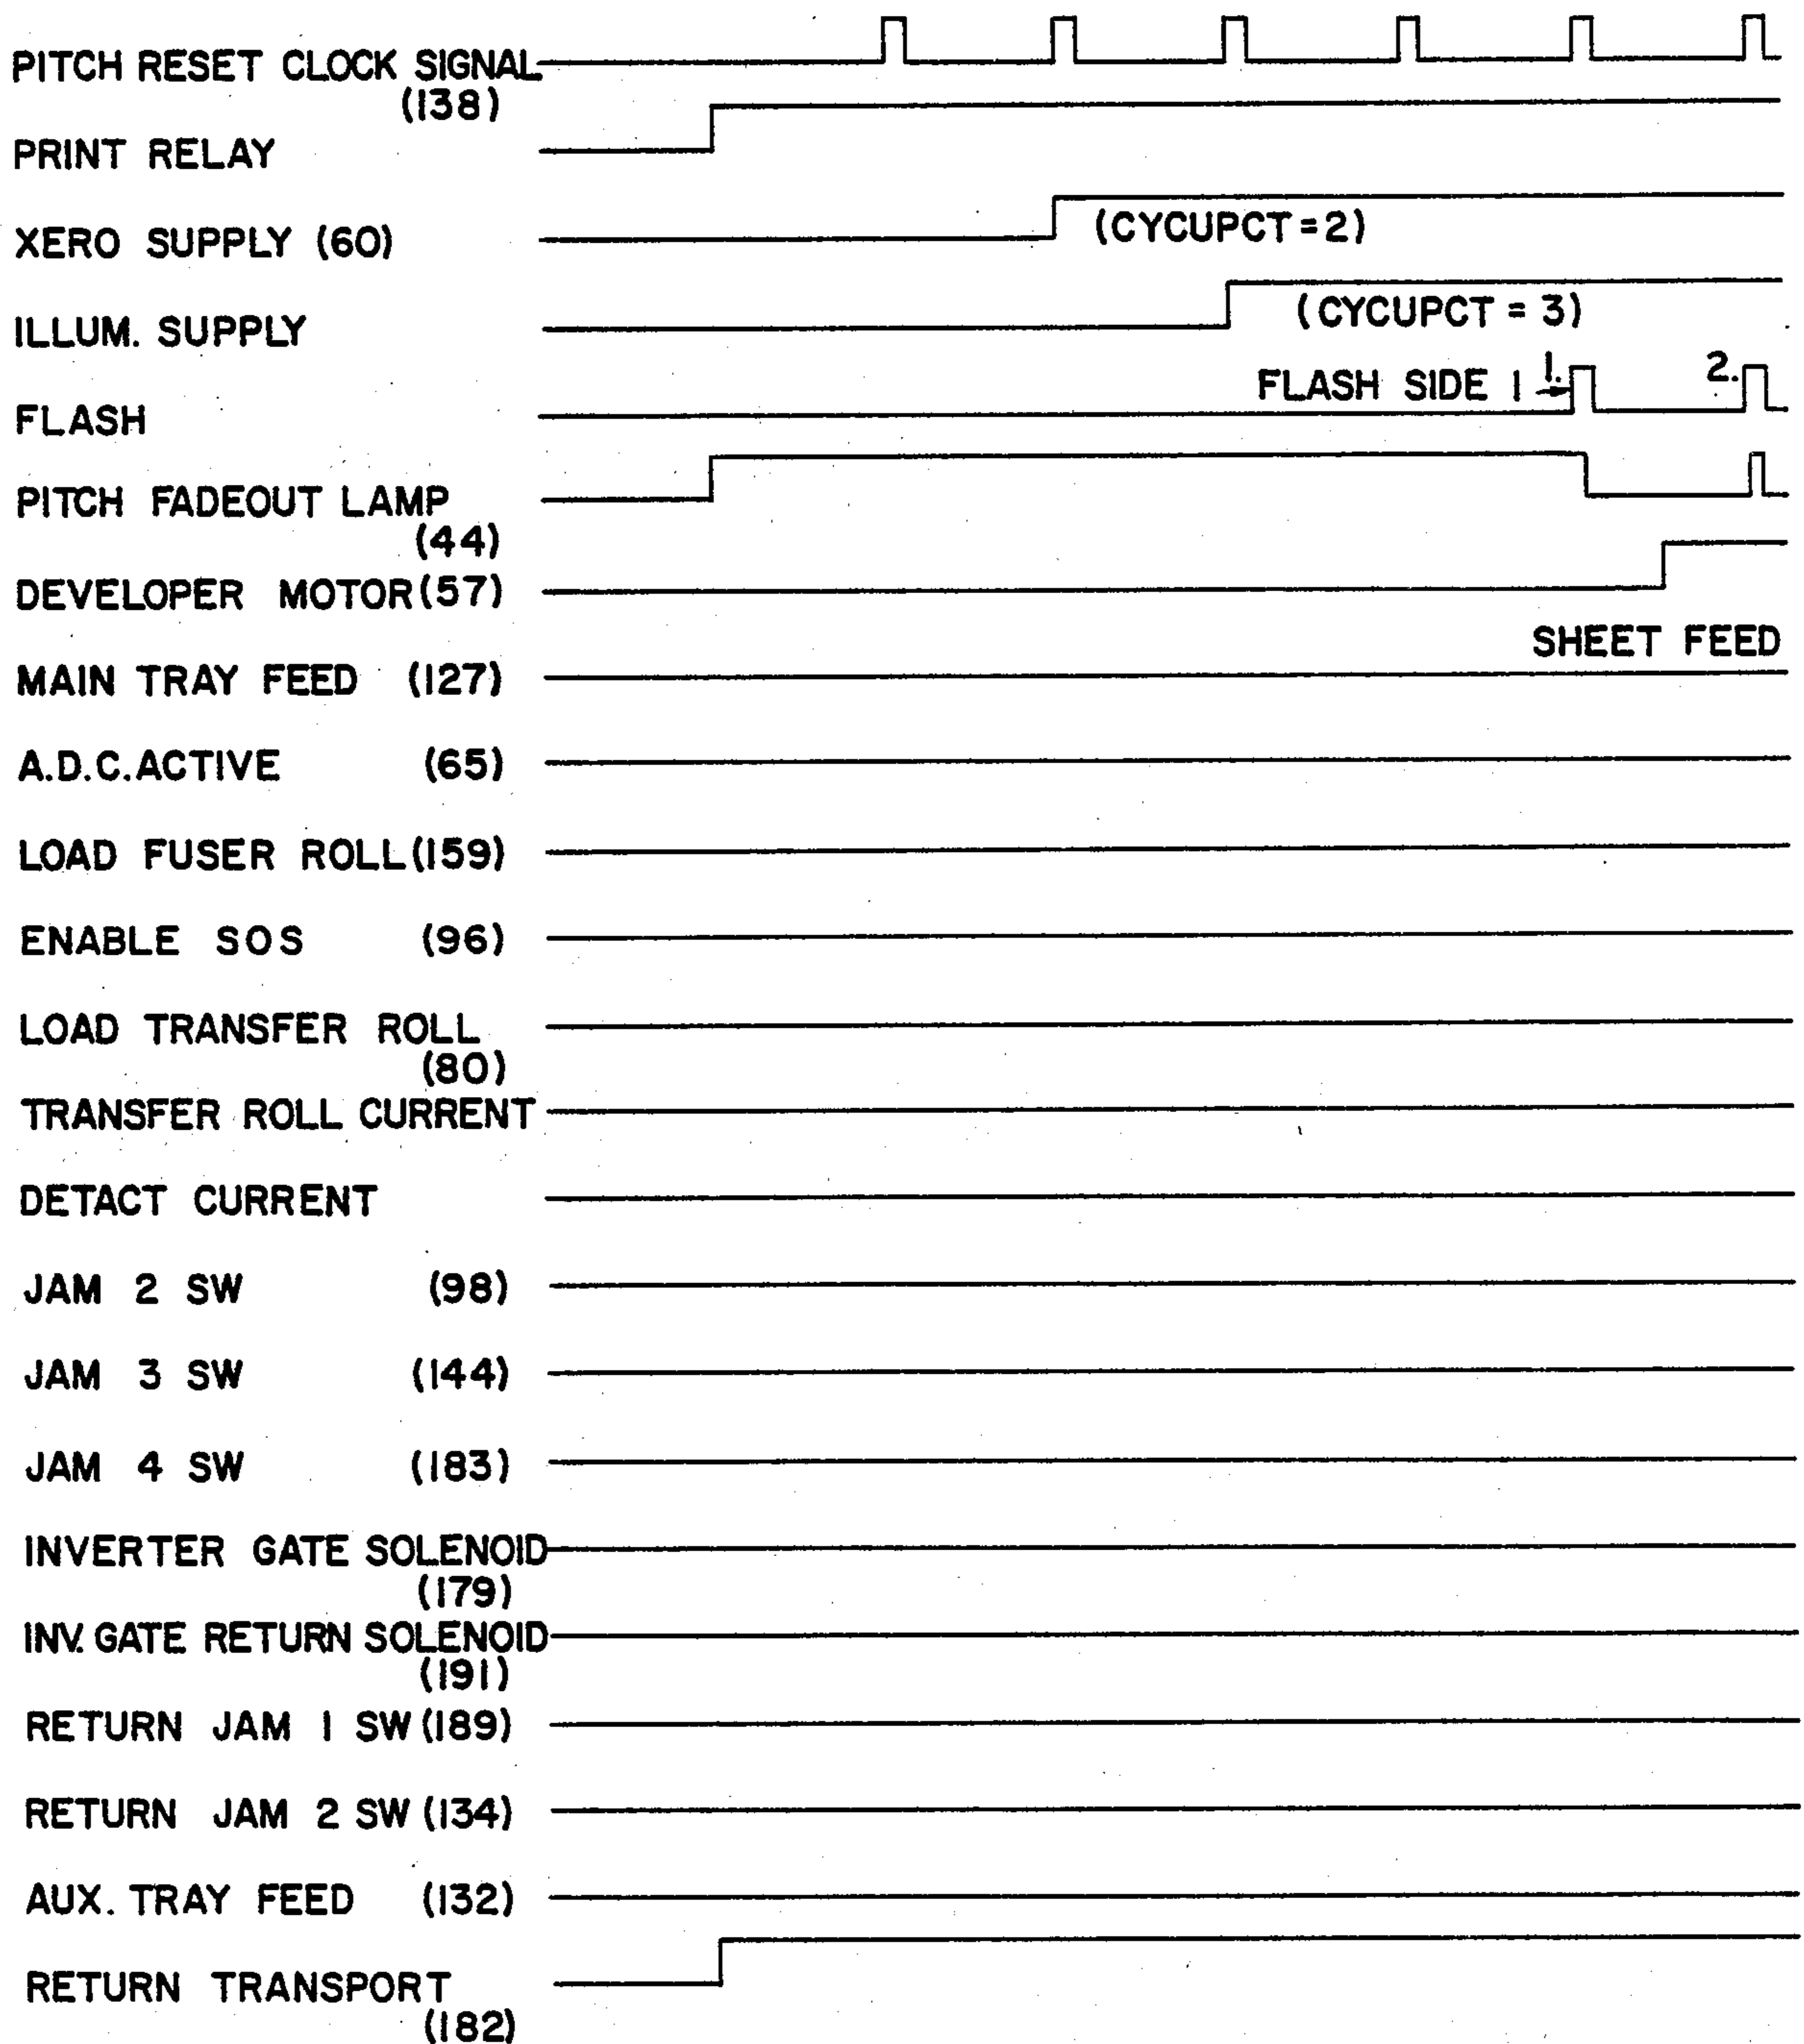 PITCH RESET CLOCK SIGNAL
(138)
PRINT RELAY
XERO SUPPLY (60)
(CYCUPCT = 2)
ILLUM. SUPPLY
(CYCUPCT = 3)
FLASH
FLASH SIDE 1 1. 2.
PITCH FADEOUT LAMP
(44)
DEVELOPER MOTOR (57)
SHEET FEED
MAIN TRAY FEED (127)
A.D.C. ACTIVE (65)
LOAD FUSER ROLL (159)
ENABLE SOS (96)
LOAD TRANSFER ROLL
(80)
TRANSFER ROLL CURRENT
DETACT CURRENT
JAM 2 SW (98)
JAM 3 SW (144)
JAM 4 SW (183)
INVERTER GATE SOLENOID
(179)
INV. GATE RETURN SOLENOID
(191)
RETURN JAM 1 SW (189)
RETURN JAM 2 SW (134)
AUX. TRAY FEED (132)
RETURN TRANSPORT
(182)